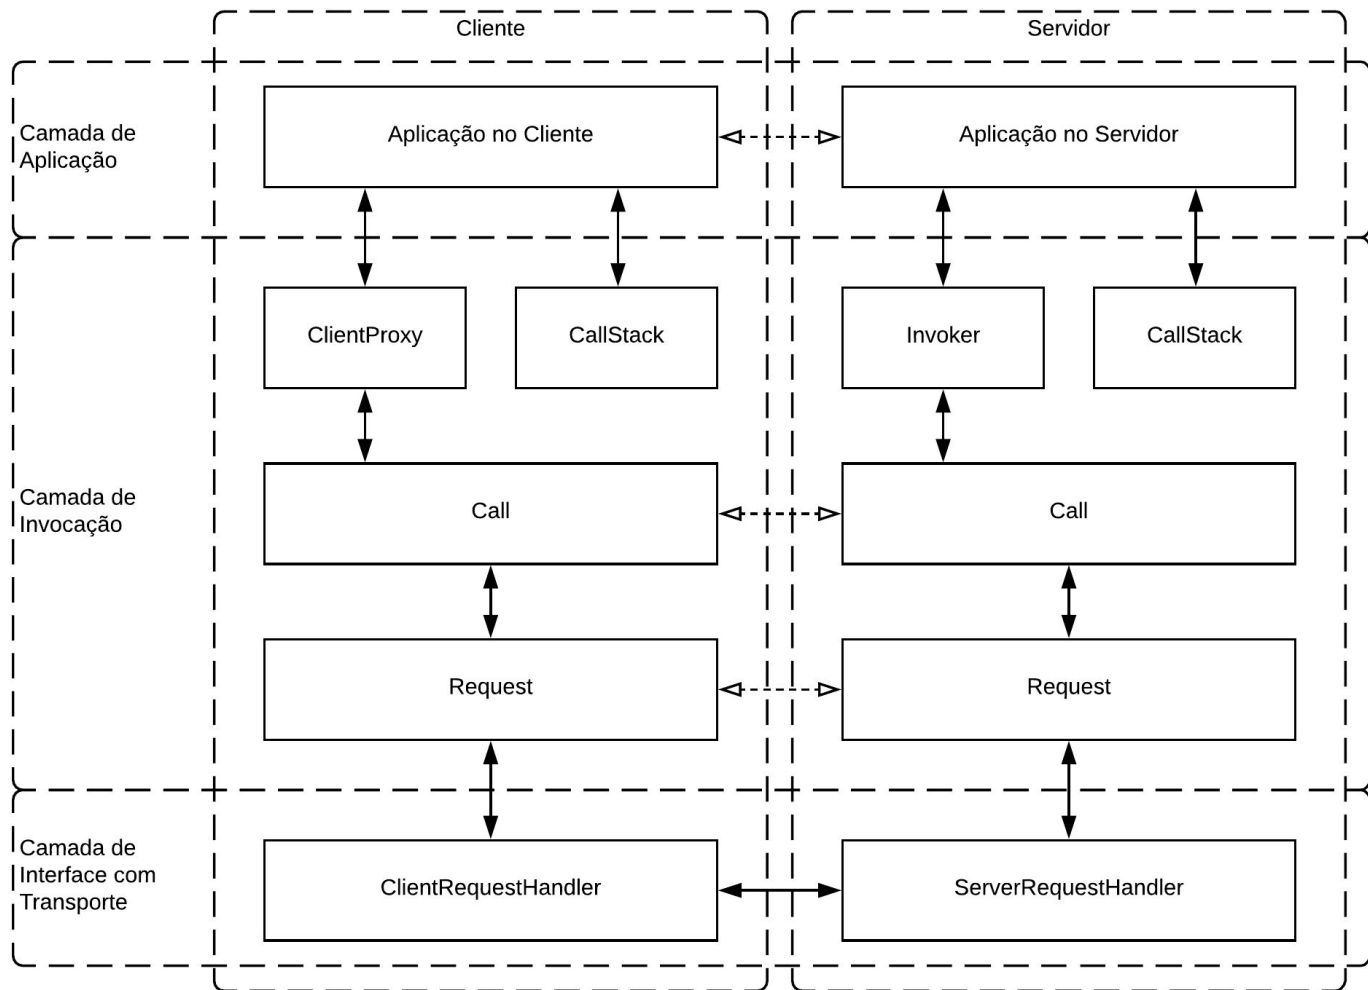 Cliente
Servidor
Camada de
Aplicação
Aplicação no Cliente
Aplicação no Servidor
ClientProxy
CallStack
Invoker
CallStack
Camada de
Invocação
Call
Call
Request
Request
Camada de
Interface com
Transporte
ClientRequestHandler
ServerRequestHandler